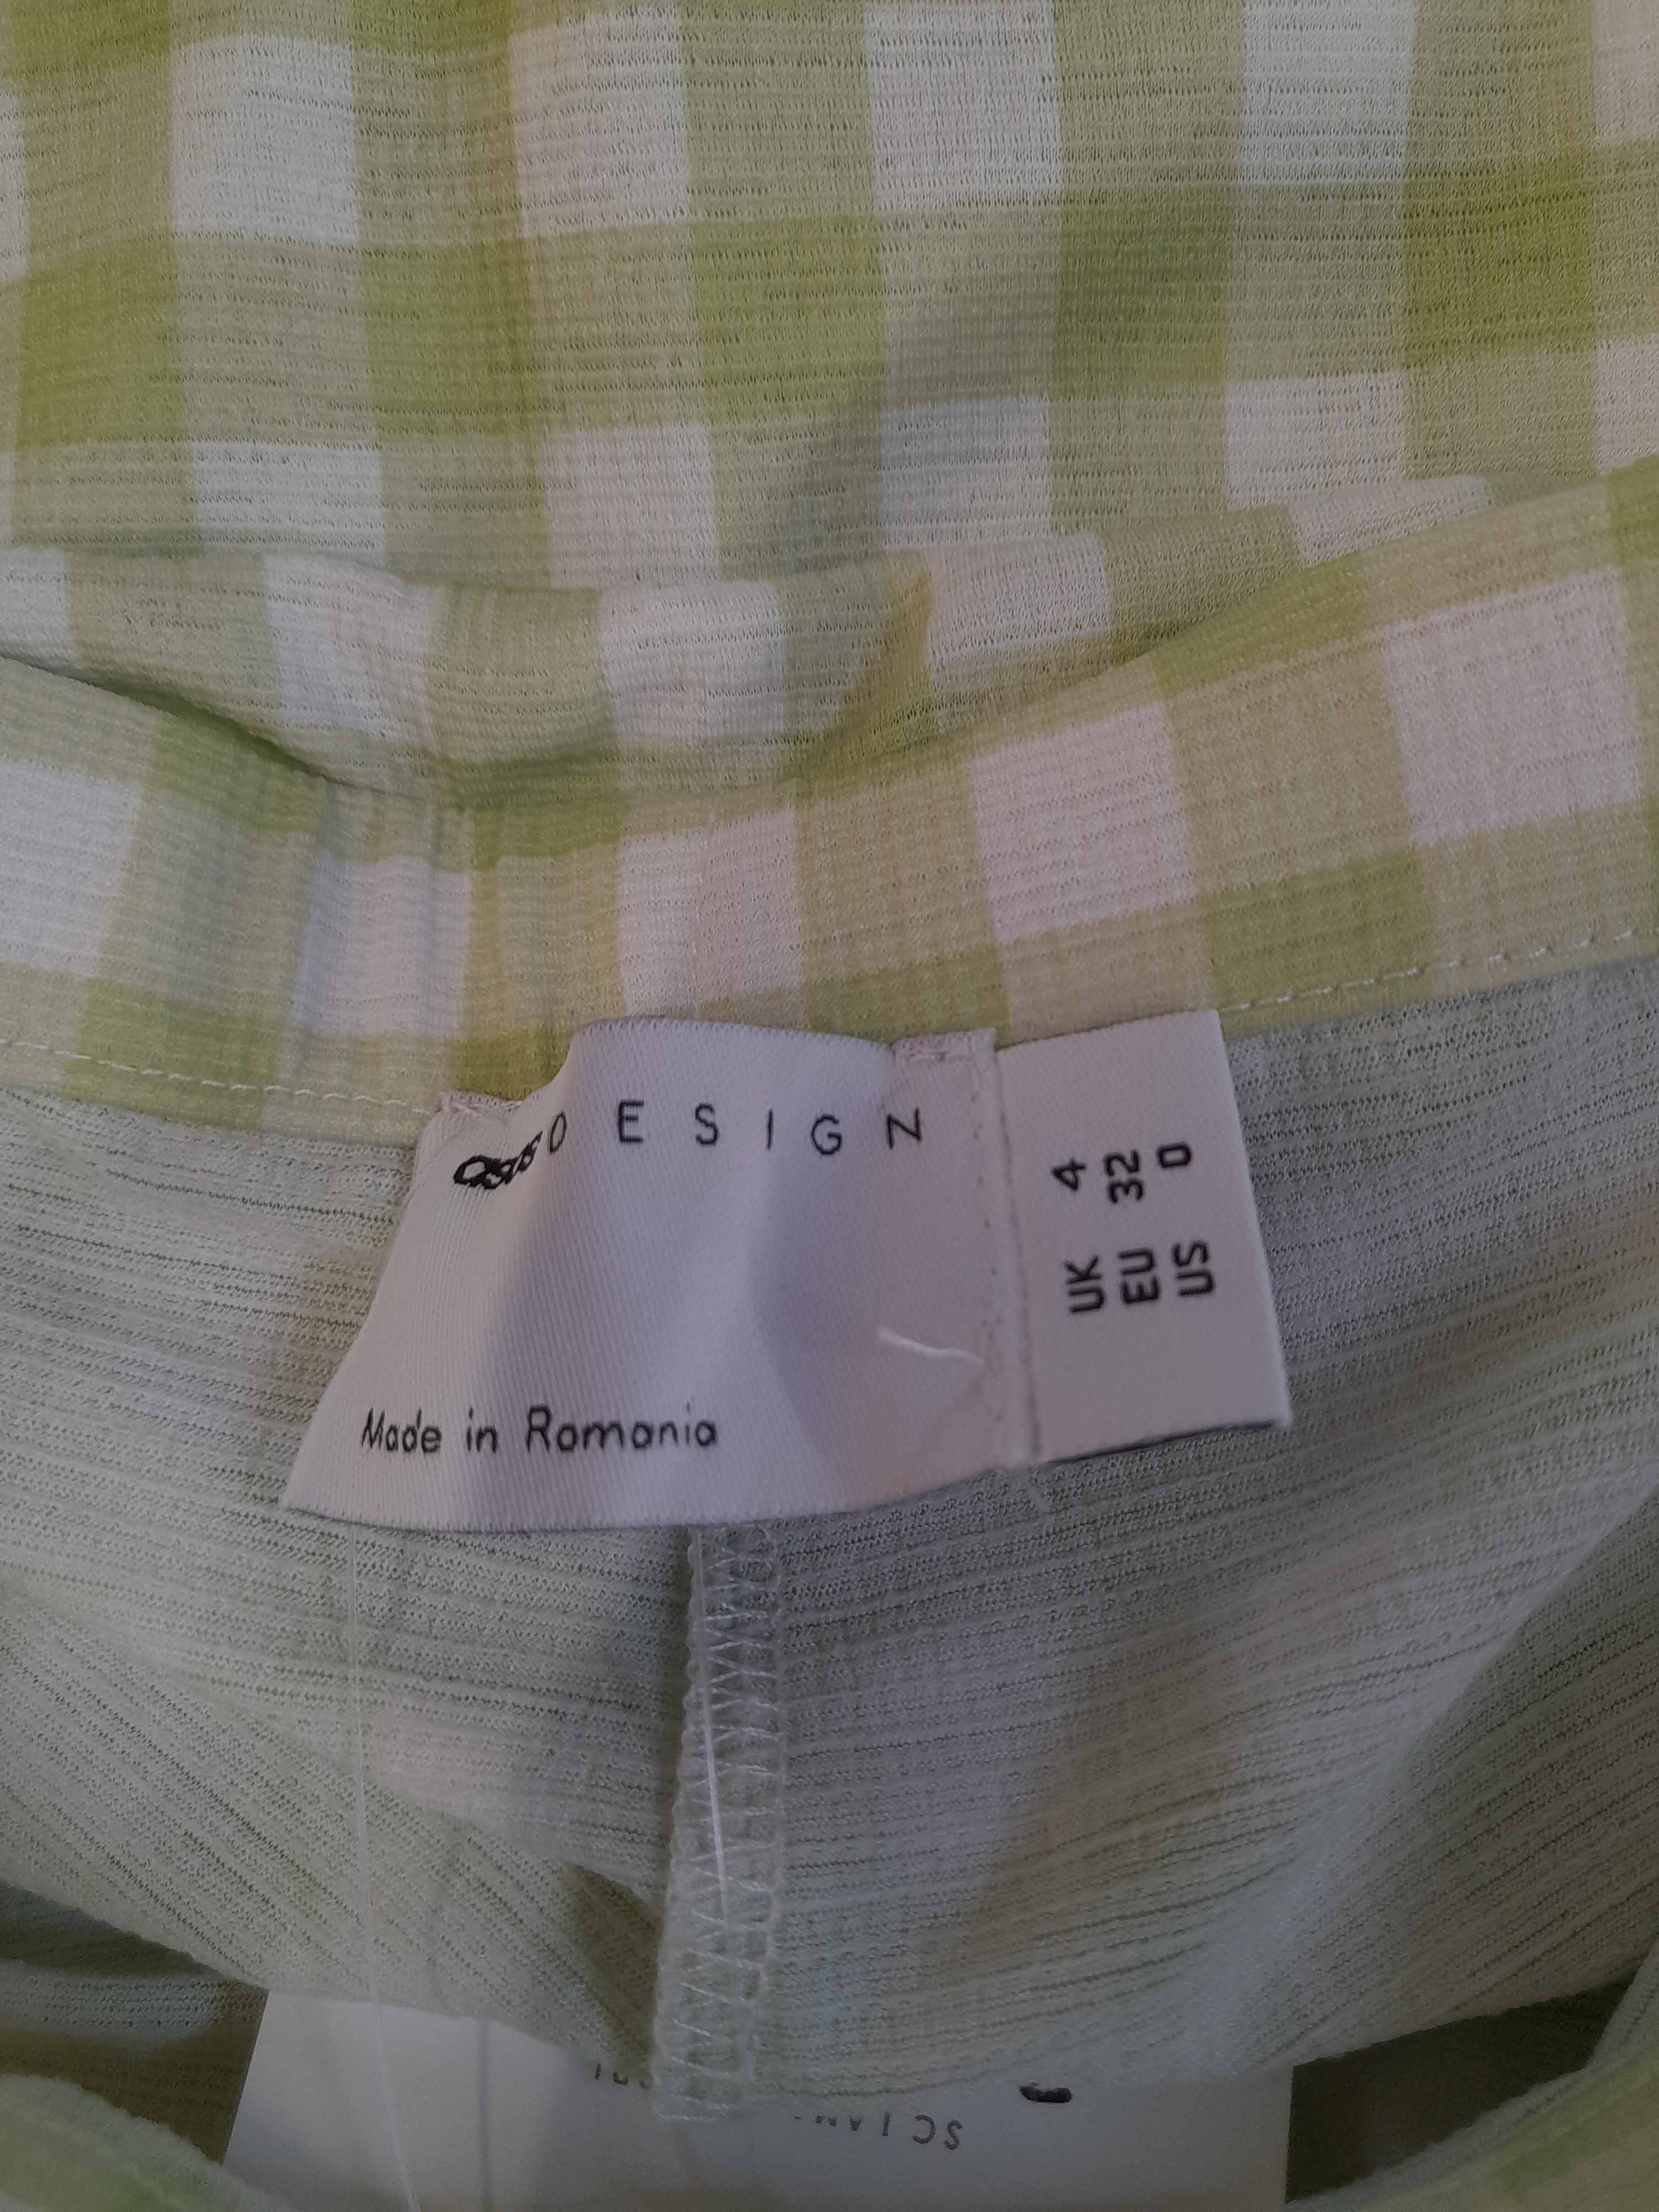 asos DESIGN
Made in Romania
UK 4
EU 32
US 0